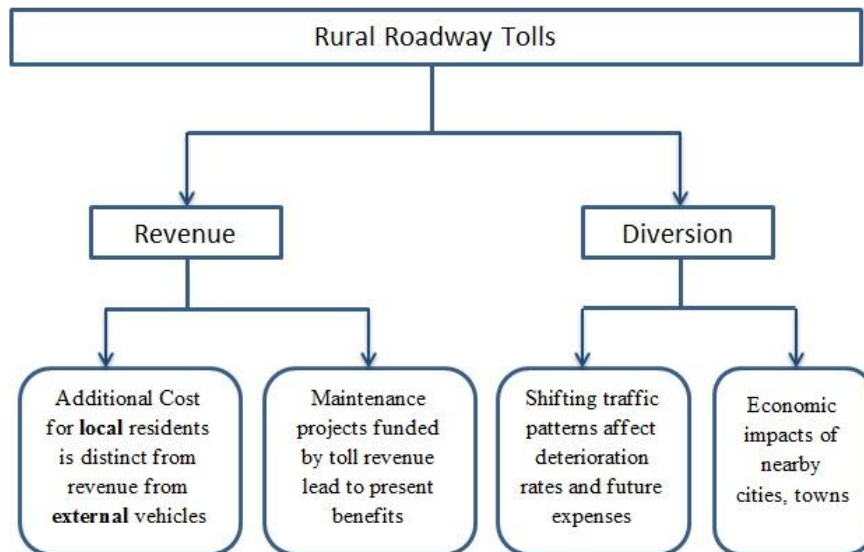 Rural Roadway Tolls
Revenue
Diversion
Additional Cost
for local residents
is distinct from
revenue from
external vehicles
Maintenance
projects funded
by toll revenue
lead to present
benefits
Shifting traffic
patterns affect
deterioration
rates and future
expenses
Economic
impacts of
nearby
cities, towns